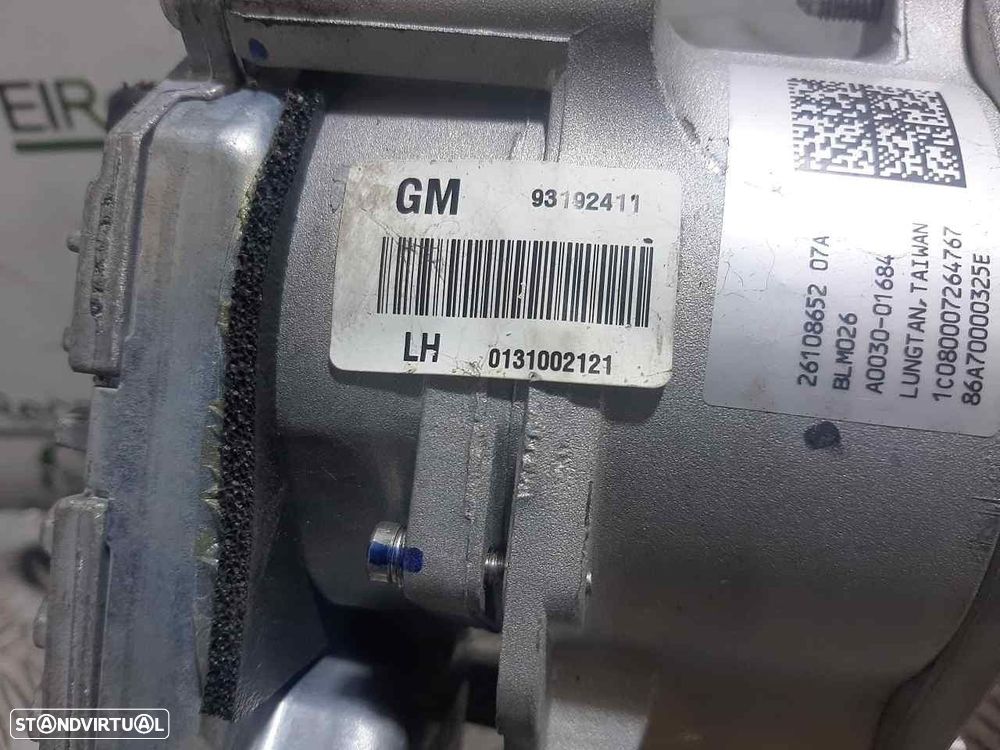 EIR
GM 93192411
LH 0131002121
26108652 07A
BLM026
A0030-01684
LUNGTAN, TAIWAN
1C080007264767
86A70000325E
STANDVIRTUAL